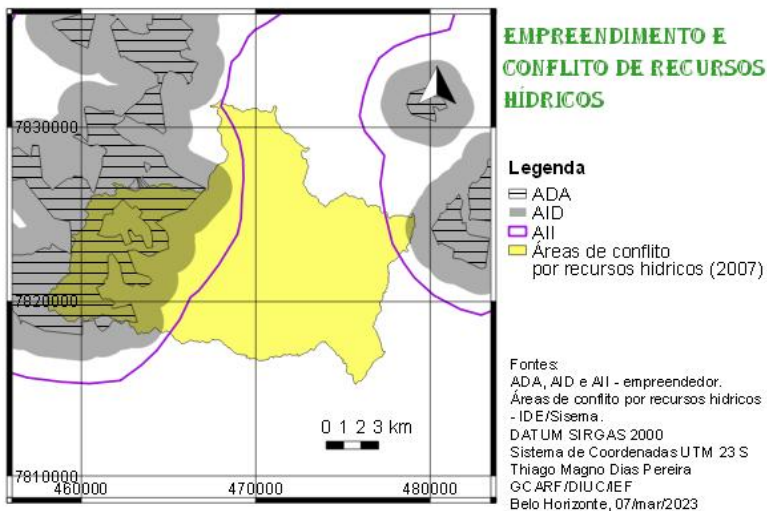 EMPREENDIMENTO E
CONFLITO DE RECURSOS
HÍDRICOS
7830000
7820000
7810000
460000
470000
480000
0 1 2 3 km
Legenda
ADA
AID
AII
Áreas de conflito
por recursos hidricos (2007)
Fontes:
ADA, AID e AII - empreendedor.
Áreas de conflito por recursos hidricos
- IDE/Sisema.
DATUM SIRGAS 2000
Sistema de Coordenadas UTM 23 S
Thiago Magno Dias Pereira
GCARF/DIUC/IEF
Belo Horizonte, 07/mar/2023